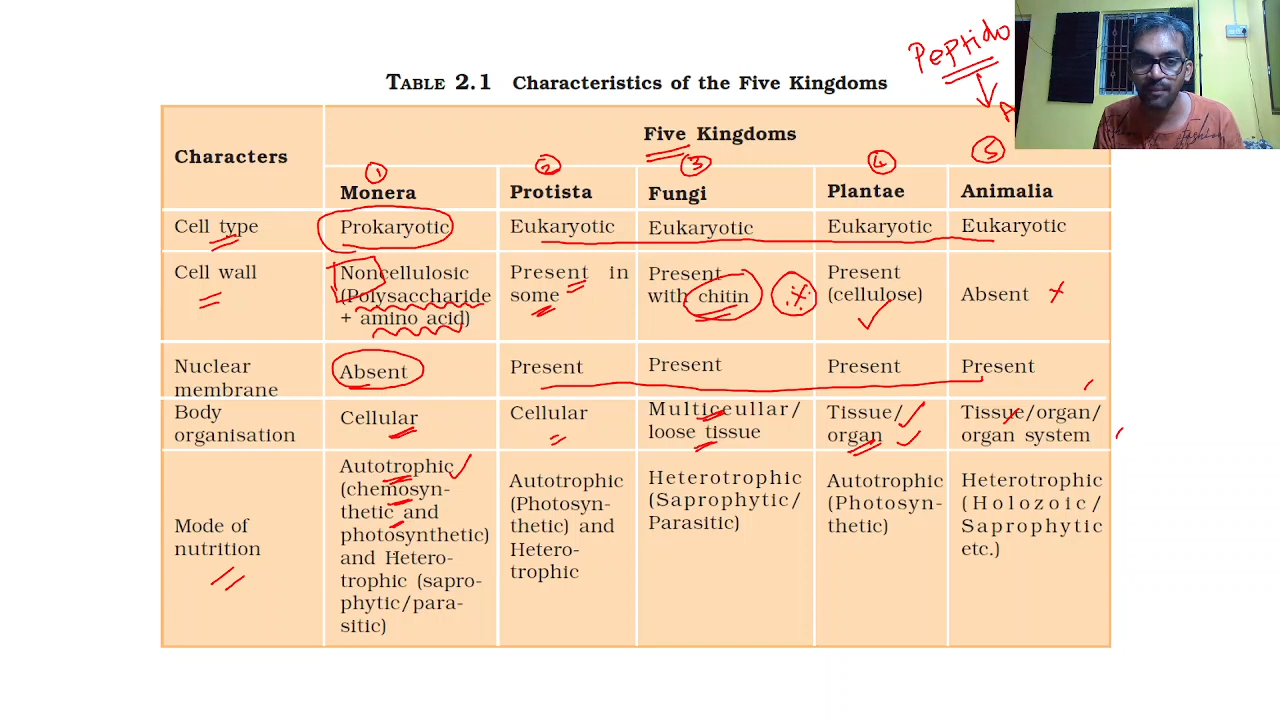 Peptido
TABLE 2.1 Characteristics of the Five Kingdoms
Characters
Five Kingdoms
1 2 3 4 5
Monera Protista Fungi Plantae Animalia
Cell type
Prokaryotic
Eukaryotic
Eukaryotic
Eukaryotic
Eukaryotic
Cell wall
Noncellulosic
(Polysaccharide
+ amino acid)
Present in
some
Present
with chitin
Present
(cellulose)
Absent
Nuclear
membrane
Absent
Present
Present
Present
Present
Body
organisation
Cellular
Cellular
Multiceullar/
loose tissue
Tissue/
organ
Tissue/organ/
organ system
Mode of
nutrition
Autotrophic
(chemosyn-
thetic and
photosynthetic)
and Hetero-
trophic (sapro-
phytic/para-
sitic)
Autotrophic
(Photosyn-
thetic) and
Hetero-
trophic
Heterotrophic
(Saprophytic/
Parasitic)
Autotrophic
(Photosyn-
thetic)
Heterotrophic
(Holozoic/
Saprophytic
etc.)